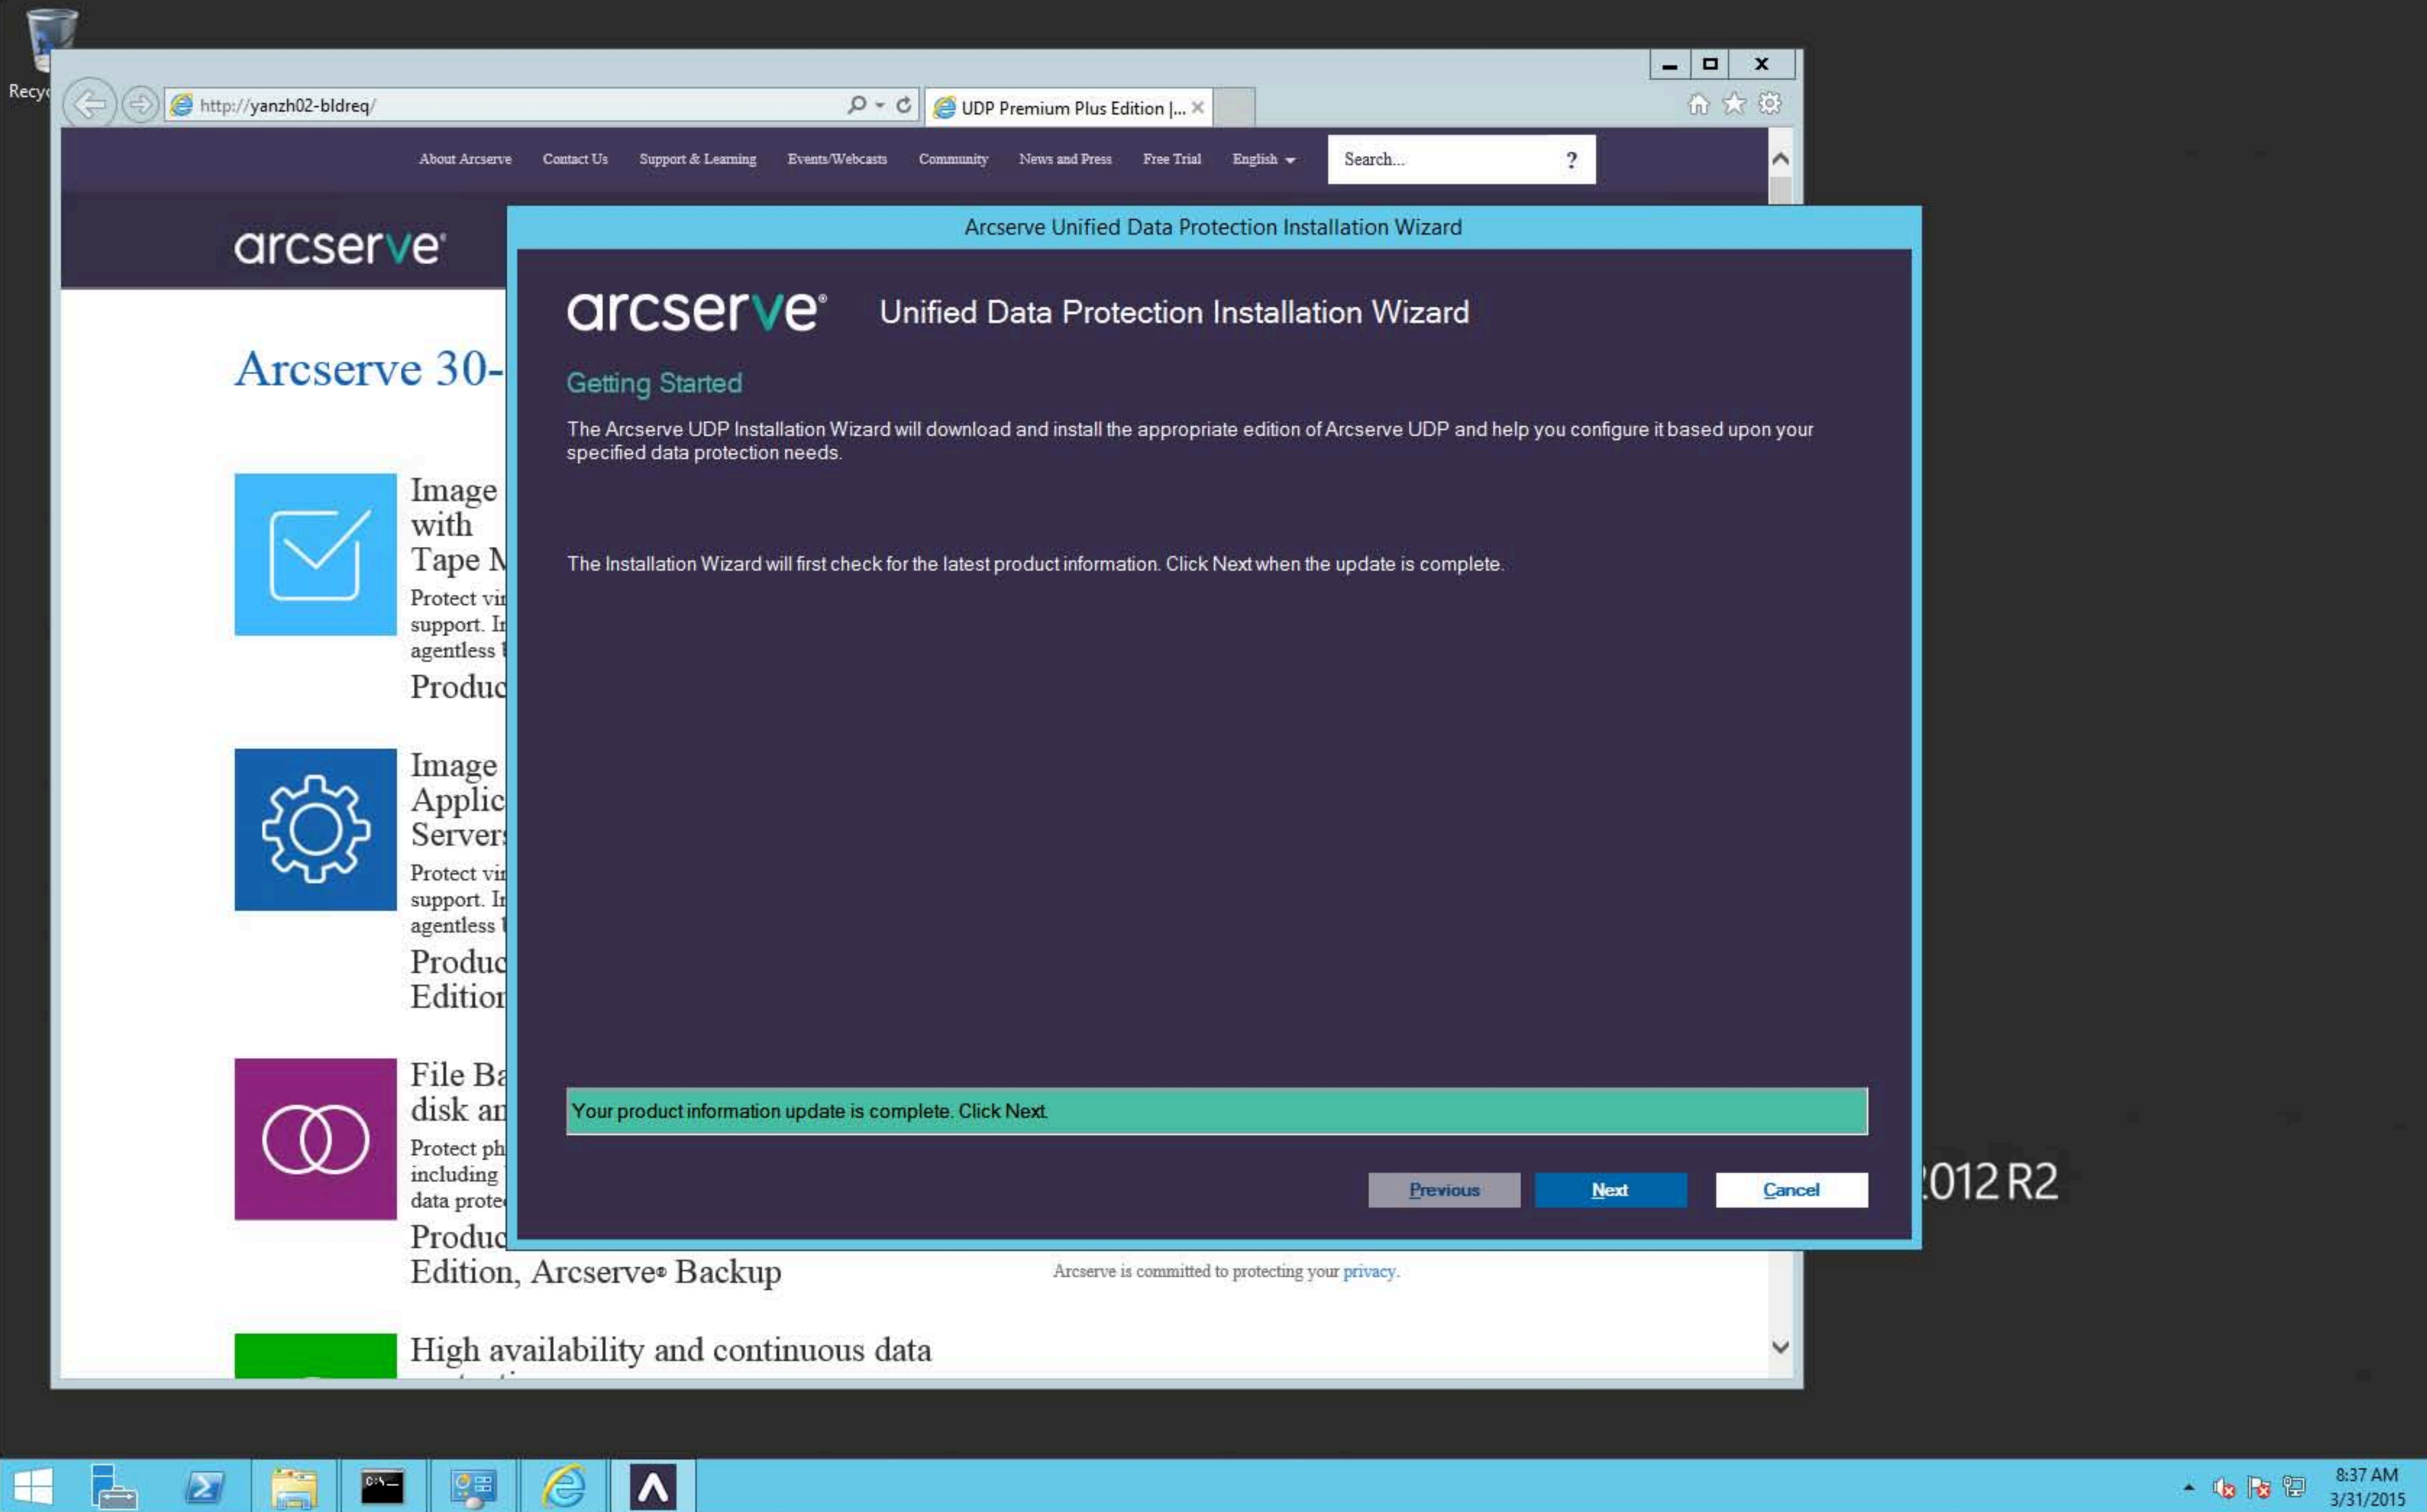 Recyc
http://yanzh02-bldreq/
UDP Premium Plus Edition |...
About Arcserve Contact Us Support & Learning Events/Webcasts Community News and Press Free Trial English Search... ?
arcserve®
Arcserve 30-
Image
with
Tape M
Protect vir
support. In
agentless
Produc
Image
Applic
Servers
Protect vir
support. In
agentless
Produc
Edition
File Ba
disk an
Protect ph
including
data prote
Produc
Edition, Arcserve® Backup
High availability and continuous data
Arcserve is committed to protecting your privacy.
Arcserve Unified Data Protection Installation Wizard
arcserve® Unified Data Protection Installation Wizard
Getting Started
The Arcserve UDP Installation Wizard will download and install the appropriate edition of Arcserve UDP and help you configure it based upon your
specified data protection needs.
The Installation Wizard will first check for the latest product information. Click Next when the update is complete.
Your product information update is complete. Click Next.
Previous Next Cancel
2012 R2
C:\_
8:37 AM
3/31/2015